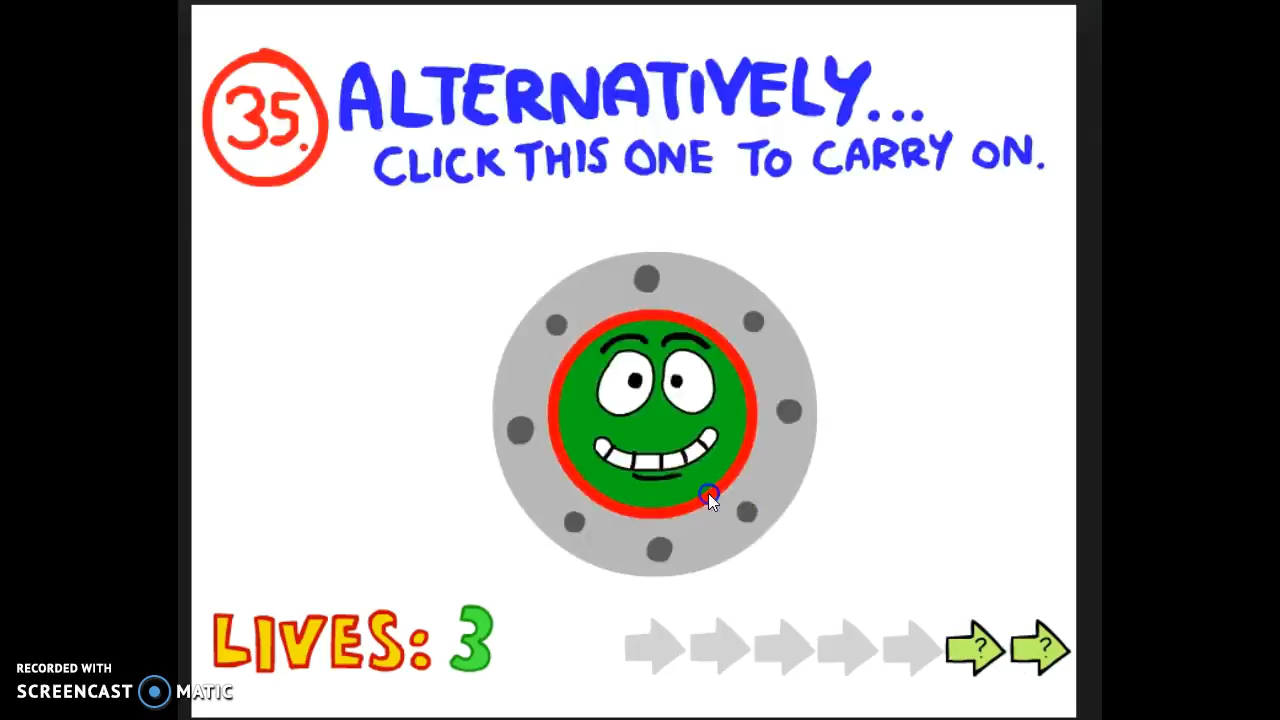 35.
ALTERNATIVELY...
CLICK THIS ONE TO CARRY ON.
LIVES: 3
? ?
RECORDED WITH
SCREENCAST MATIC